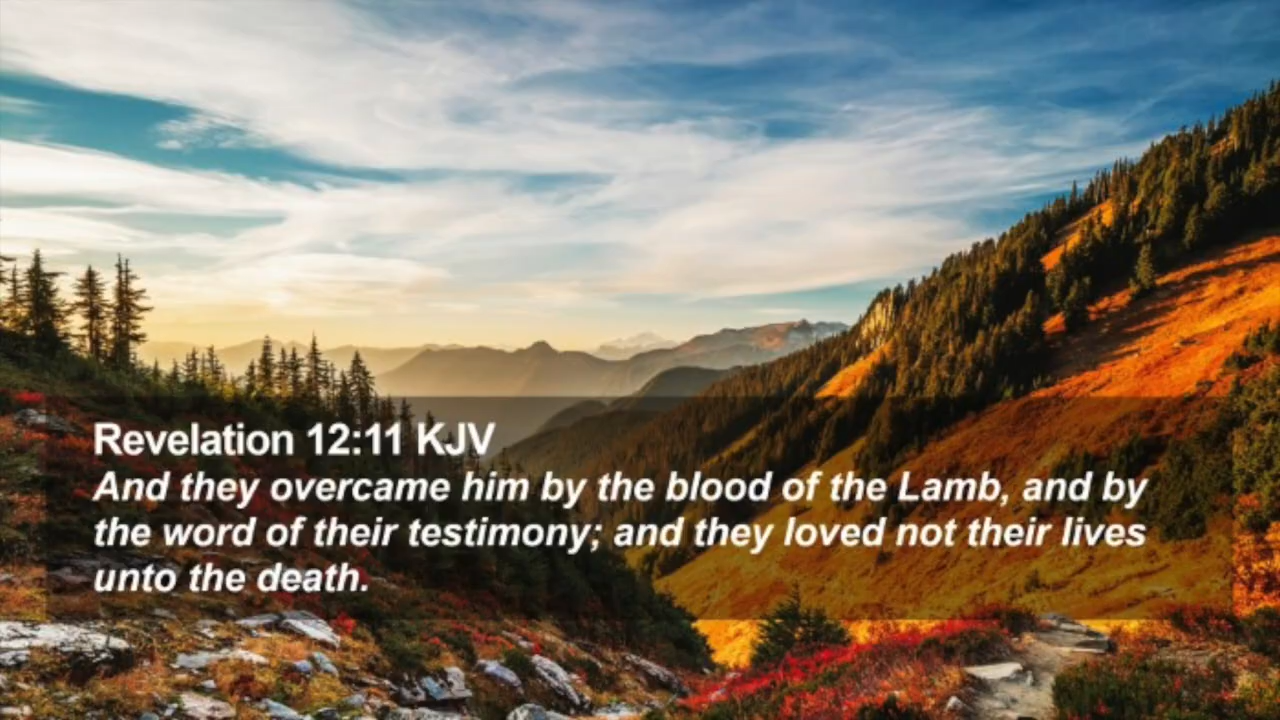 Revelation 12:11 KJV
And they overcame him by the blood of the Lamb, and by
the word of their testimony; and they loved not their lives
unto the death.